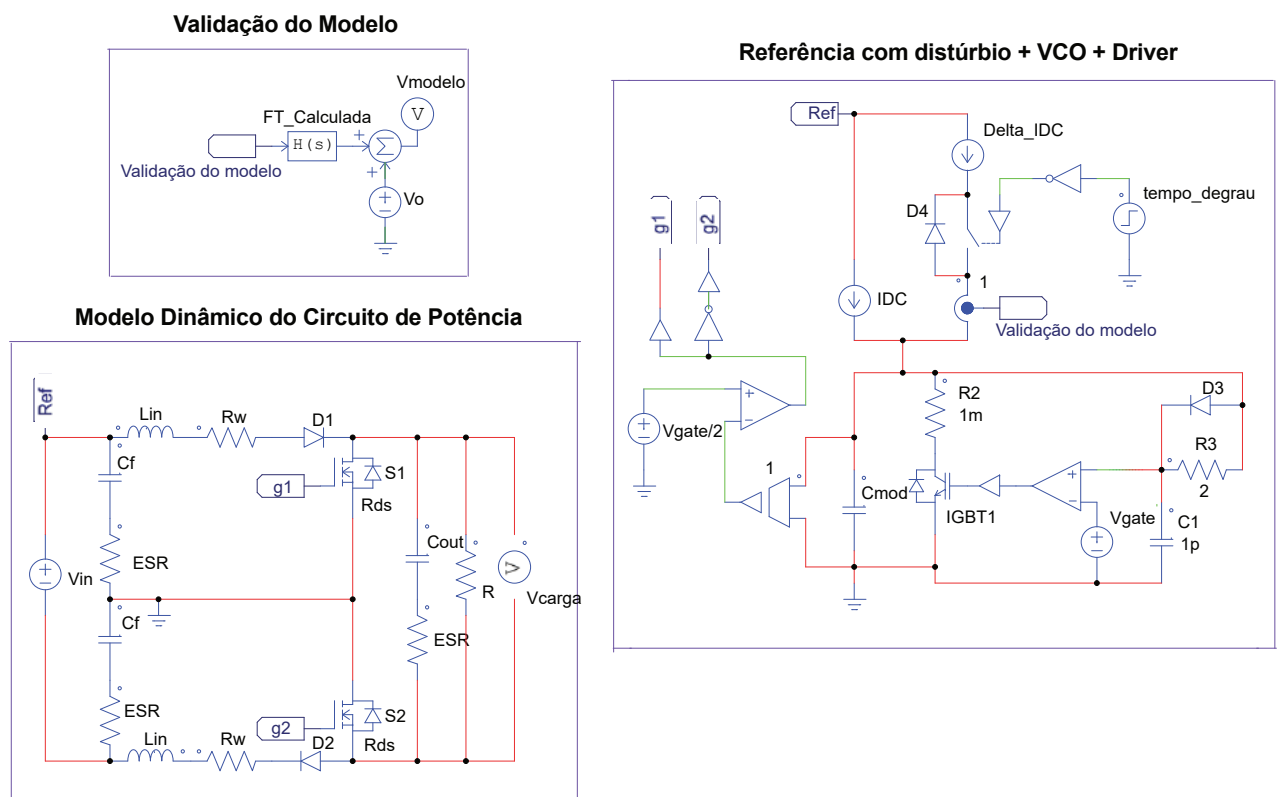 Validação do Modelo
Vmodelo
V
FT_Calculada
H(s)
+
Σ
Validação do modelo
+
Vo
Modelo Dinâmico do Circuito de Potência
Ref
Lin
Rw
D1
Cf
g1
S1
Rds
Cout
ESR
Vin
R
V
Vcarga
Cf
ESR
ESR
g2
S2
Rds
Lin
Rw
D2
Referência com distúrbio + VCO + Driver
Ref
Delta_IDC
tempo_degrau
D4
g1
g2
1
IDC
Validação do modelo
R2
1m
D3
Vgate/2
R3
2
1
Cmod
IGBT1
Vgate
C1
1p